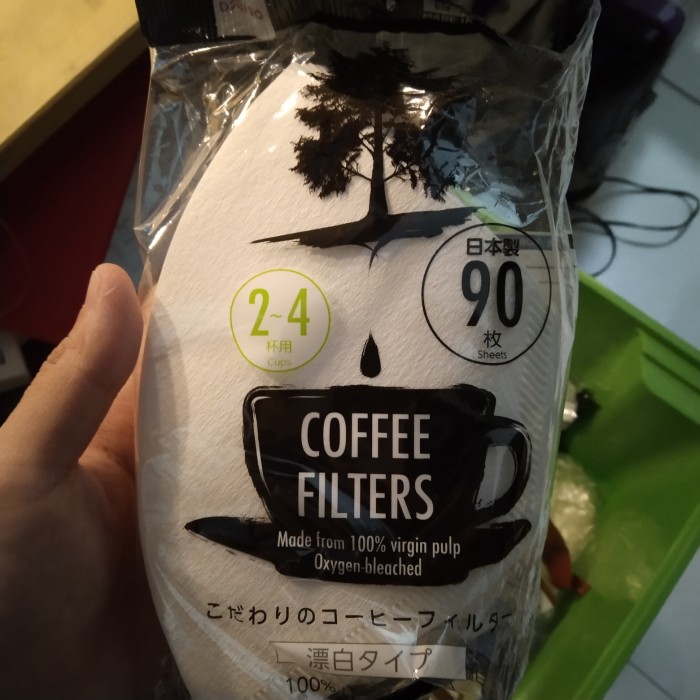 日本製
90
枚
Sheets
2~4
杯用
Cups
COFFEE
FILTERS
Made from 100% virgin pulp
Oxygen-bleached
こだわりのコーヒーフィルター
漂白タイプ
100%